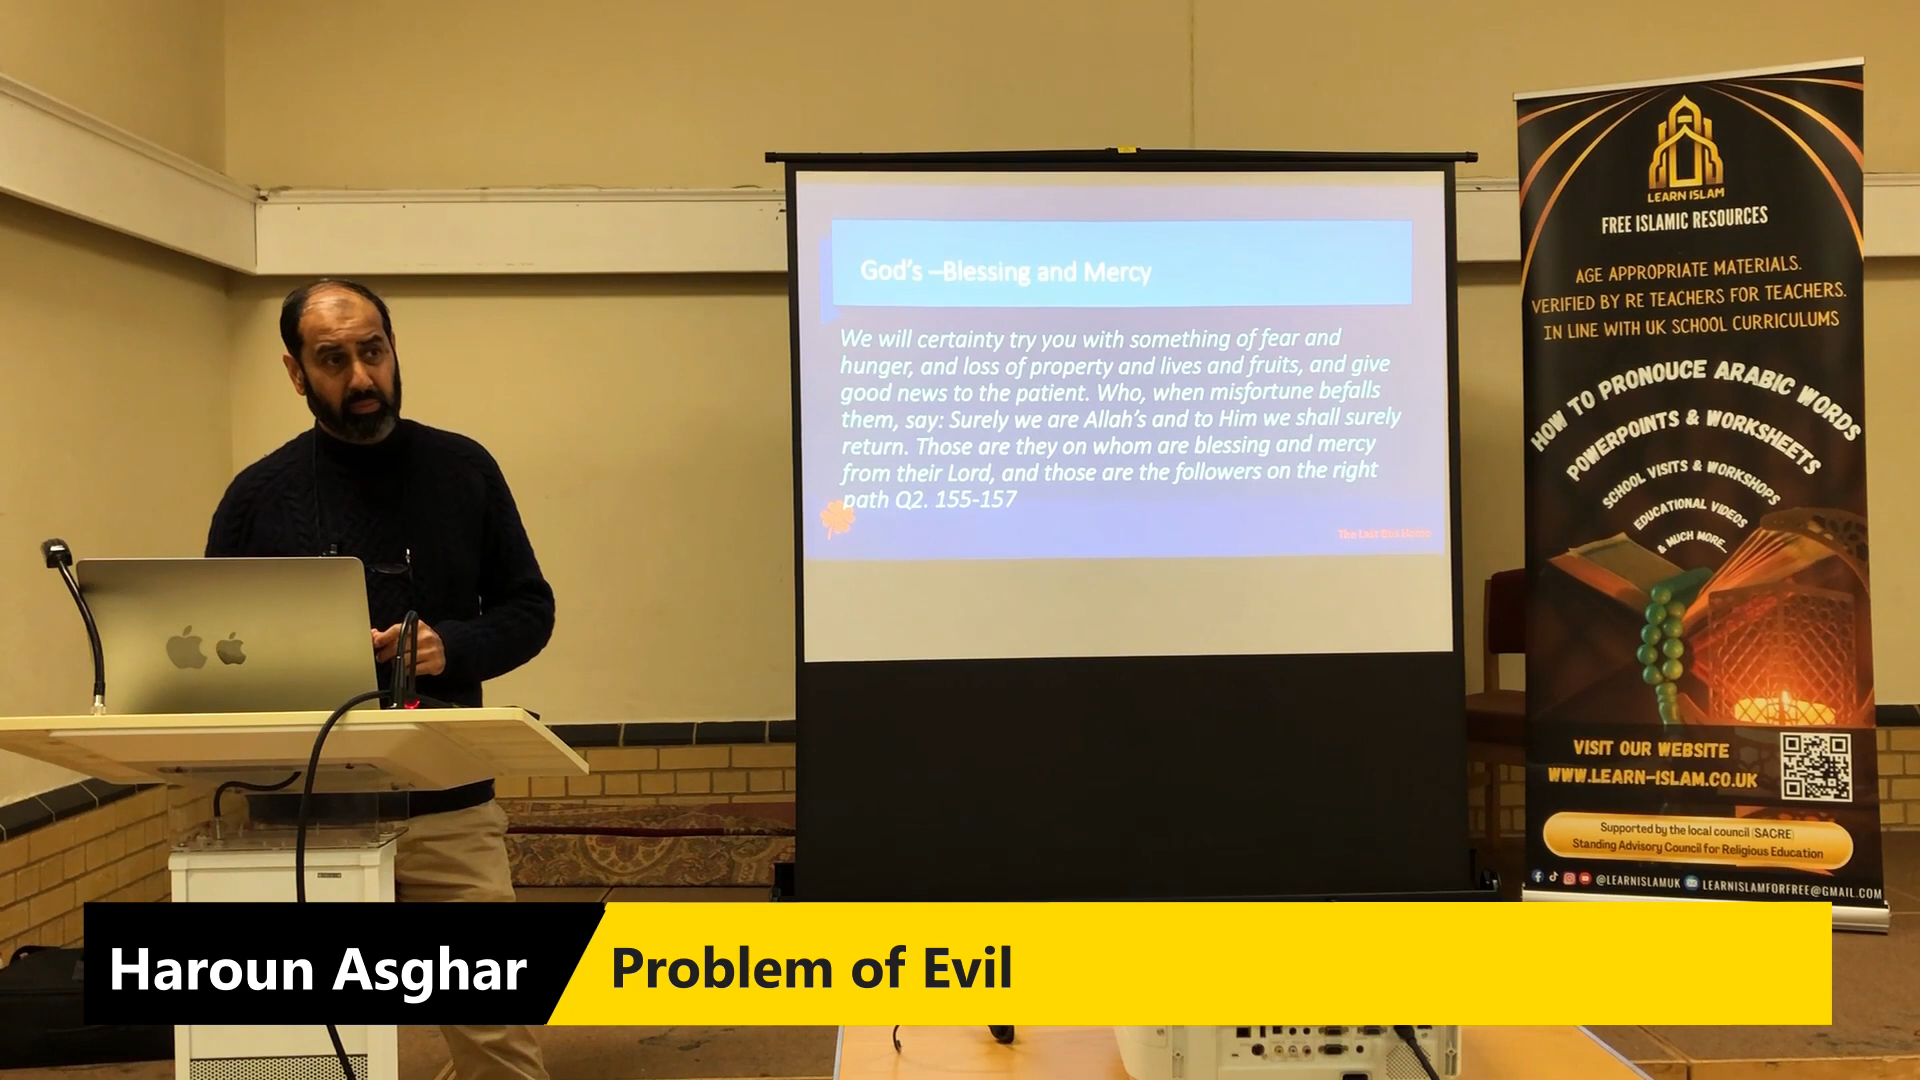 God's –Blessing and Mercy
We will certainty try you with something of fear and
hunger, and loss of property and lives and fruits, and give
good news to the patient. Who, when misfortune befalls
them, say: Surely we are Allah's and to Him we shall surely
return. Those are they on whom are blessing and mercy
from their Lord, and those are the followers on the right
path Q2. 155-157
LEARN ISLAM
FREE ISLAMIC RESOURCES
AGE APPROPRIATE MATERIALS.
VERIFIED BY RE TEACHERS FOR TEACHERS.
IN LINE WITH UK SCHOOL CURRICULUMS
HOW TO PRONOUCE ARABIC WORDS
POWERPOINTS & WORKSHEETS
SCHOOL VISITS & WORKSHOPS
EDUCATIONAL VIDEOS
& MUCH MORE...
VISIT OUR WEBSITE
WWW.LEARN-ISLAM.CO.UK
Supported by the local council (SACRE)
Standing Advisory Council for Religious Education
@LEARNISLAMUK LEARNISLAMFORFREE@GMAIL.COM
Haroun Asghar
Problem of Evil